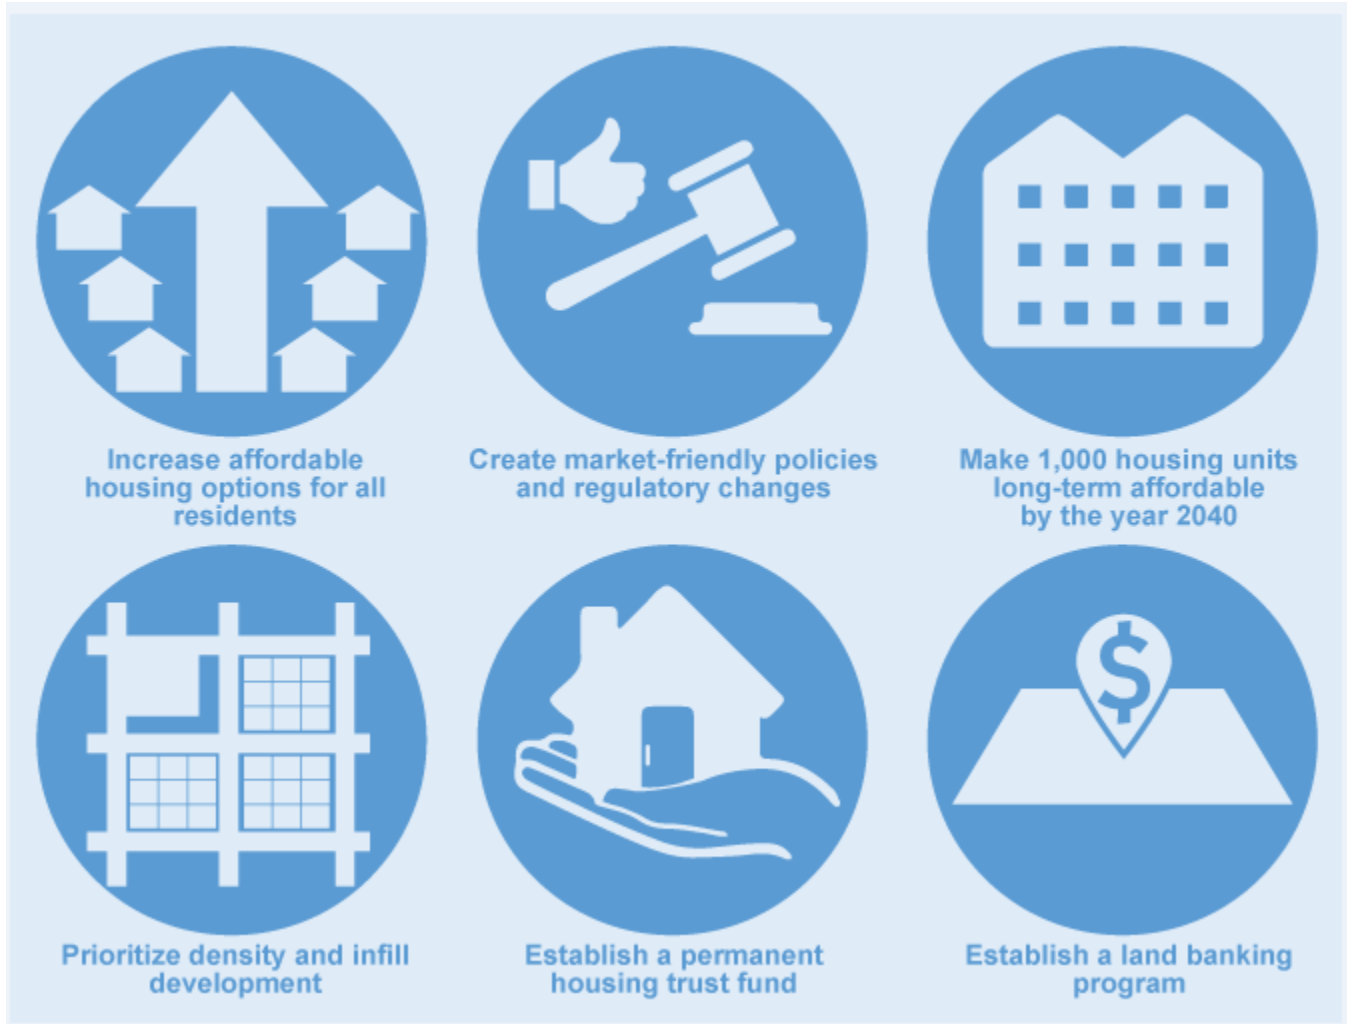 Increase affordable
housing options for all
residents
Create market-friendly policies
and regulatory changes
Make 1,000 housing units
long-term affordable
by the year 2040
$
Prioritize density and infill
development
Establish a permanent
housing trust fund
Establish a land banking
program